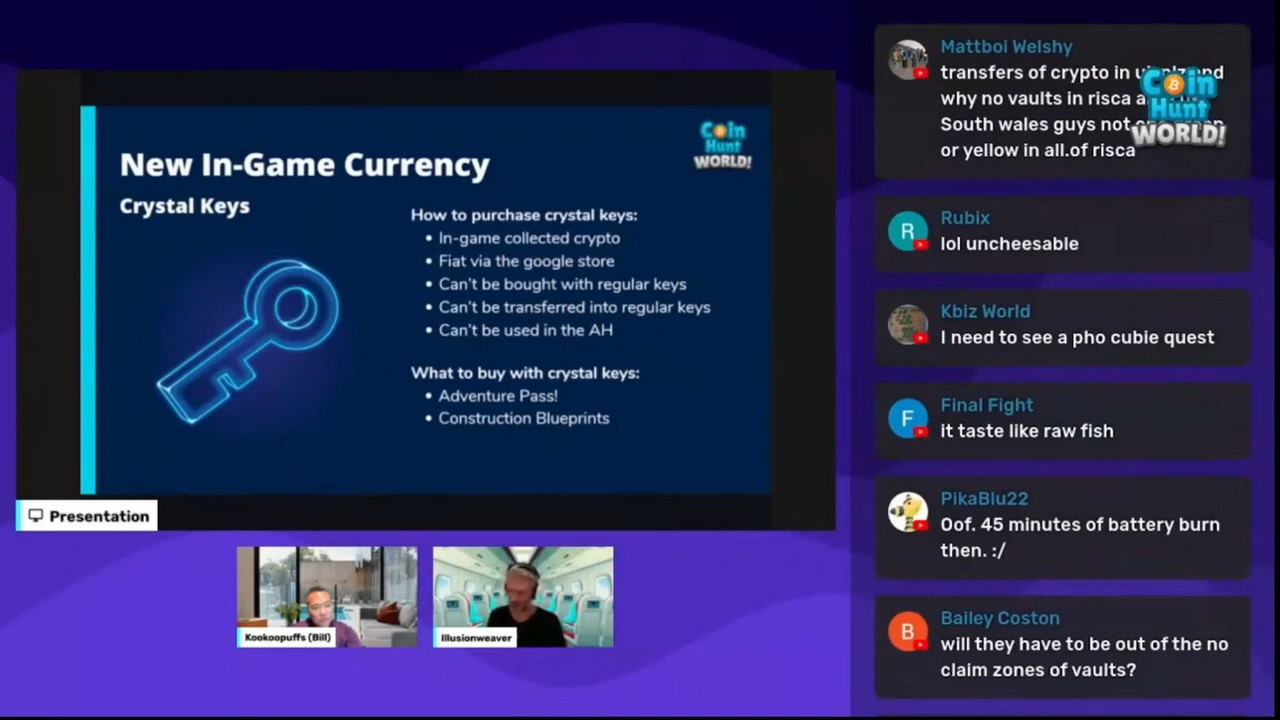 New In-Game Currency
Crystal Keys
Coin
Hunt
WORLD!
How to purchase crystal keys:
• In-game collected crypto
• Fiat via the google store
• Can't be bought with regular keys
• Can't be transferred into regular keys
• Can't be used in the AH
What to buy with crystal keys:
• Adventure Pass!
• Construction Blueprints
Presentation
Kookoopuffs (Bill)
Illusionweaver
Mattboi Welshy
transfers of crypto in
why no vaults in risca
South wales guys not
or yellow in all.of risca
Coin
Hunt
WORLD!
R
Rubix
lol uncheesable
Kbiz World
I need to see a pho cubie quest
F
Final Fight
it taste like raw fish
PikaBlu22
Oof. 45 minutes of battery burn
then. :/
B
Bailey Coston
will they have to be out of the no
claim zones of vaults?